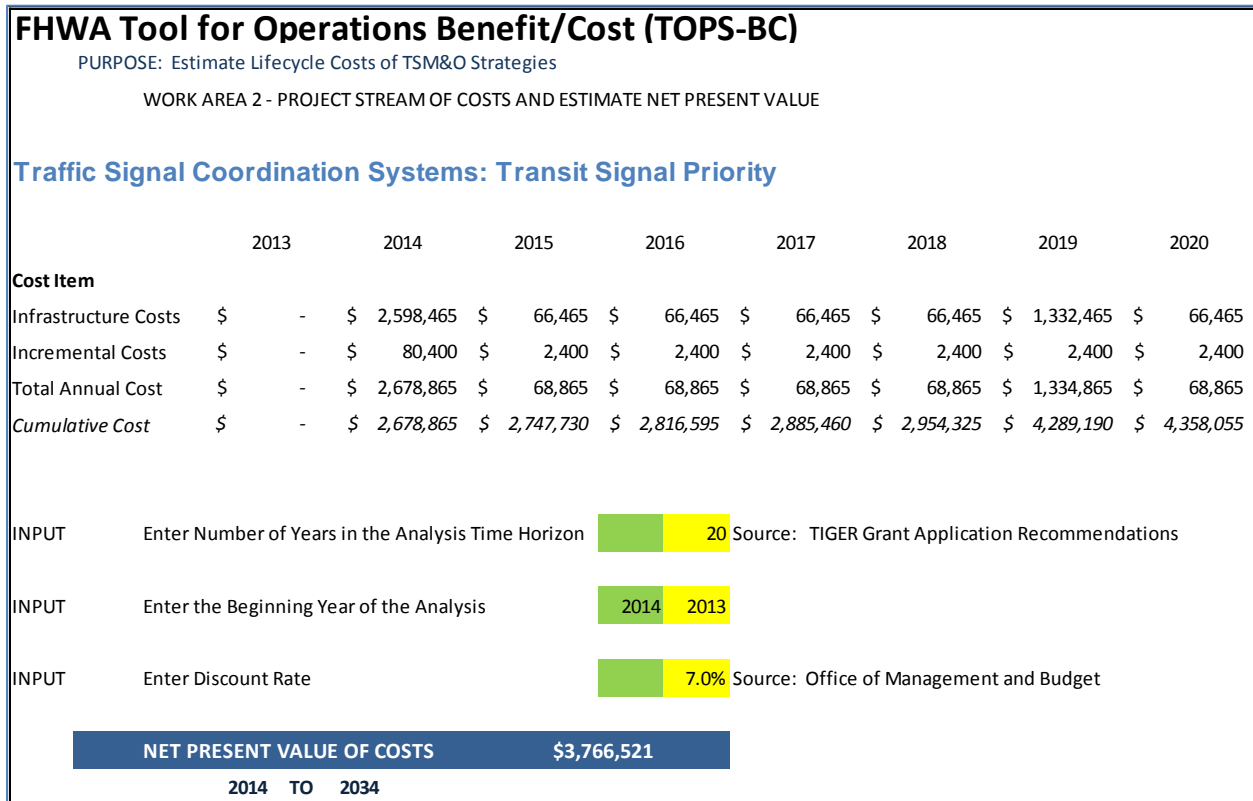 FHWA Tool for Operations Benefit/Cost (TOPS-BC)
PURPOSE: Estimate Lifecycle Costs of TSM&O Strategies
WORK AREA 2 - PROJECT STREAM OF COSTS AND ESTIMATE NET PRESENT VALUE
Traffic Signal Coordination Systems: Transit Signal Priority
2013 2014 2015 2016 2017 2018 2019 2020
Cost Item
Infrastructure Costs $ - $ 2,598,465 $ 66,465 $ 66,465 $ 66,465 $ 66,465 $ 1,332,465 $ 66,465
Incremental Costs $ - $ 80,400 $ 2,400 $ 2,400 $ 2,400 $ 2,400 $ 2,400 $ 2,400
Total Annual Cost $ - $ 2,678,865 $ 68,865 $ 68,865 $ 68,865 $ 68,865 $ 1,334,865 $ 68,865
Cumulative Cost $ - $ 2,678,865 $ 2,747,730 $ 2,816,595 $ 2,885,460 $ 2,954,325 $ 4,289,190 $ 4,358,055
INPUT Enter Number of Years in the Analysis Time Horizon 20 Source: TIGER Grant Application Recommendations
INPUT Enter the Beginning Year of the Analysis 2014 2013
INPUT Enter Discount Rate 7.0% Source: Office of Management and Budget
NET PRESENT VALUE OF COSTS $3,766,521
2014 TO 2034